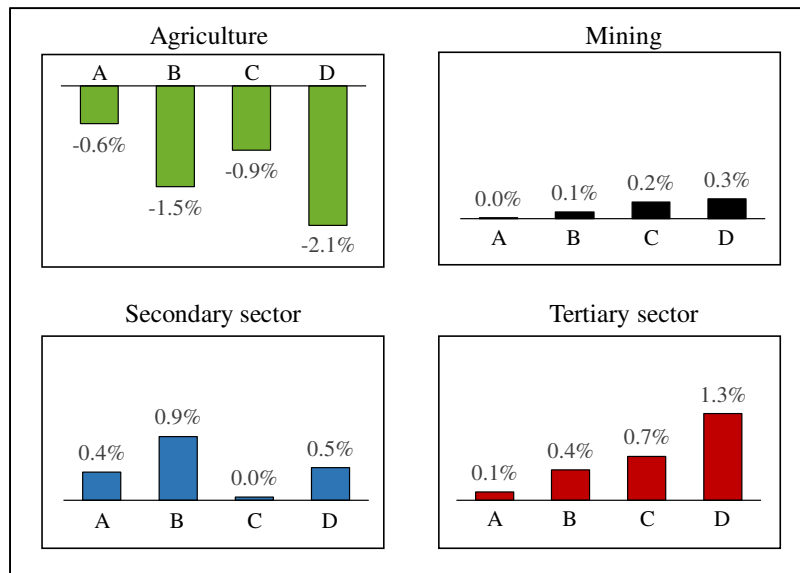 Agriculture
A B C D
-0.6%
-1.5%
-0.9%
-2.1%
Mining
0.0% 0.1% 0.2% 0.3%
A B C D
Secondary sector
0.4% 0.9% 0.0% 0.5%
A B C D
Tertiary sector
0.1% 0.4% 0.7% 1.3%
A B C D